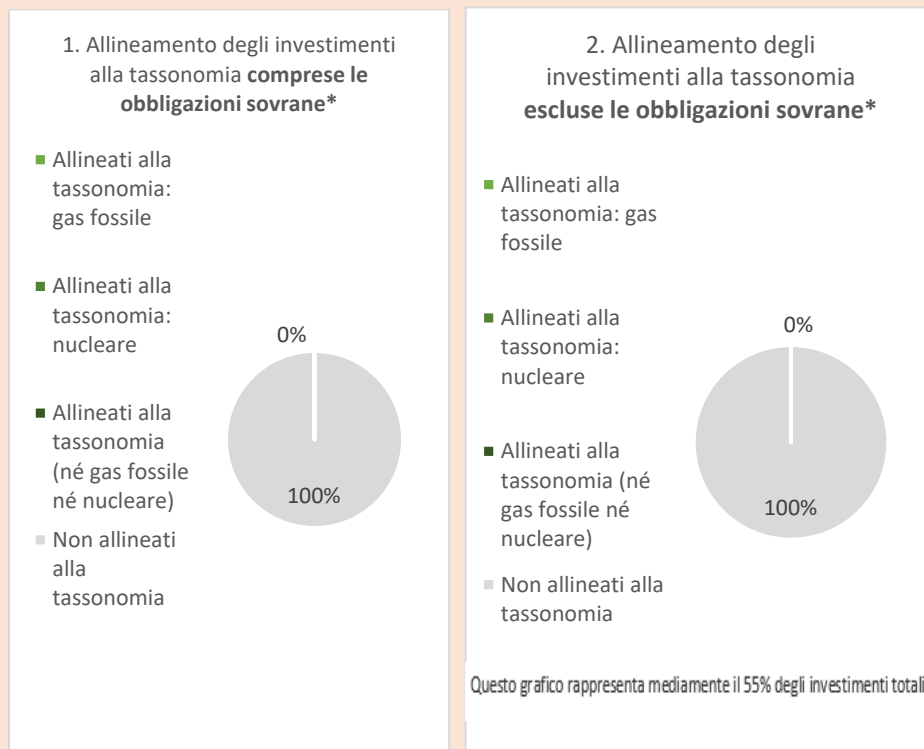 1. Allineamento degli investimenti
alla tassonomia comprese le
obbligazioni sovrane*
Allineati alla
tassonomia:
gas fossile
Allineati alla
tassonomia:
nucleare
Allineati alla
tassonomia
(né gas fossile
né nucleare)
Non allineati
alla
tassonomia
0%
100%
2. Allineamento degli
investimenti alla tassonomia
escluse le obbligazioni sovrane*
Allineati alla
tassonomia: gas
fossile
Allineati alla
tassonomia:
nucleare
Allineati alla
tassonomia (né
gas fossile né
nucleare)
Non allineati alla
tassonomia
0%
100%
Questo grafico rappresenta mediamente il 55% degli investimenti totali